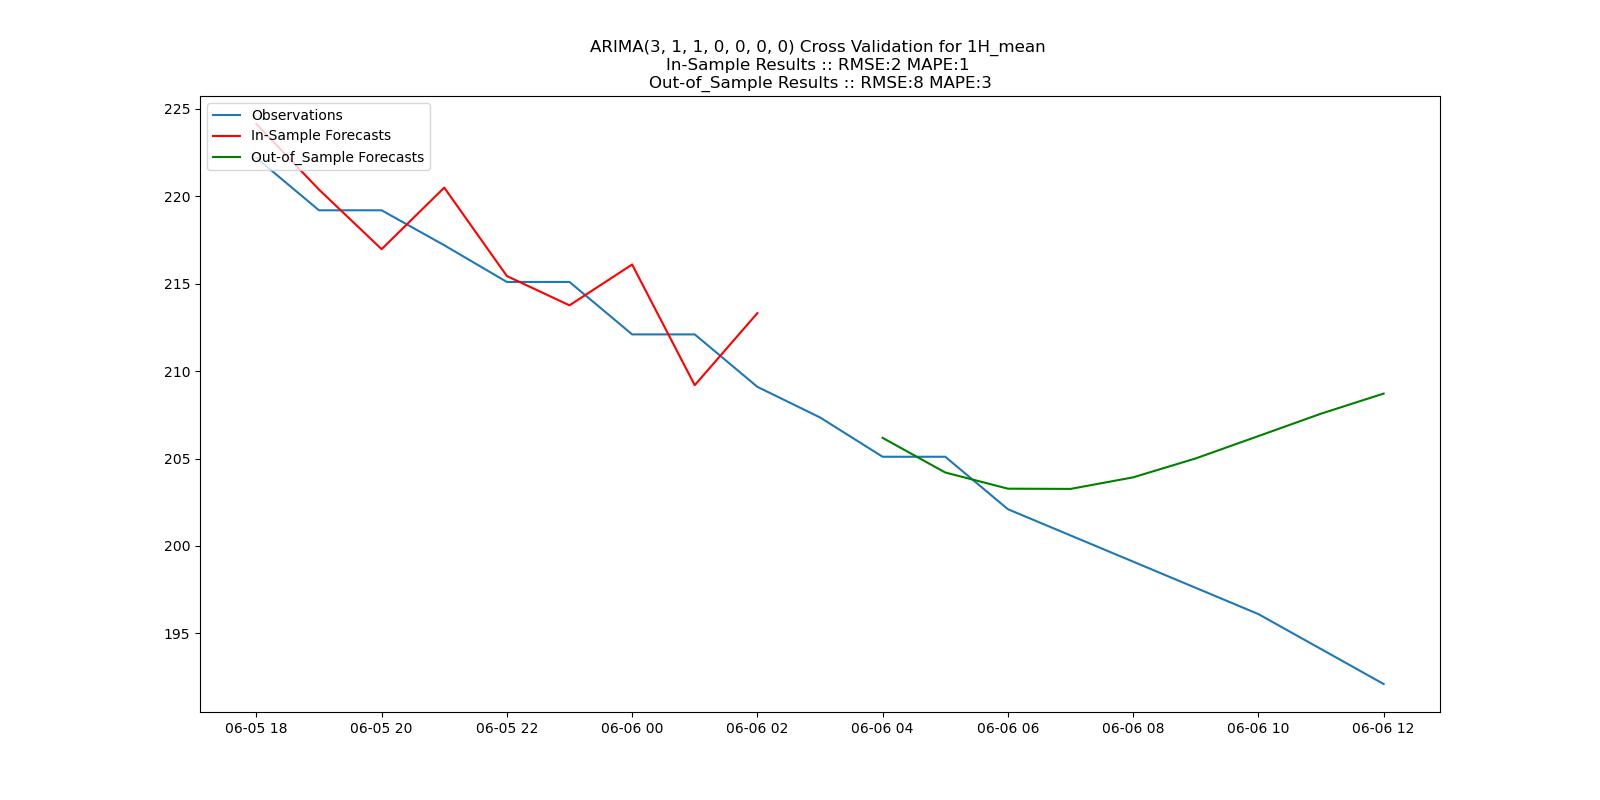 ARIMA(3, 1, 1, 0, 0, 0, 0) Cross Validation for 1H_mean
In-Sample Results :: RMSE:2 MAPE:1
Out-of_Sample Results :: RMSE:8 MAPE:3
Observations
In-Sample Forecasts
Out-of_Sample Forecasts
225
220
215
210
205
200
195
06-05 18
06-05 20
06-05 22
06-06 00
06-06 02
06-06 04
06-06 06
06-06 08
06-06 10
06-06 12